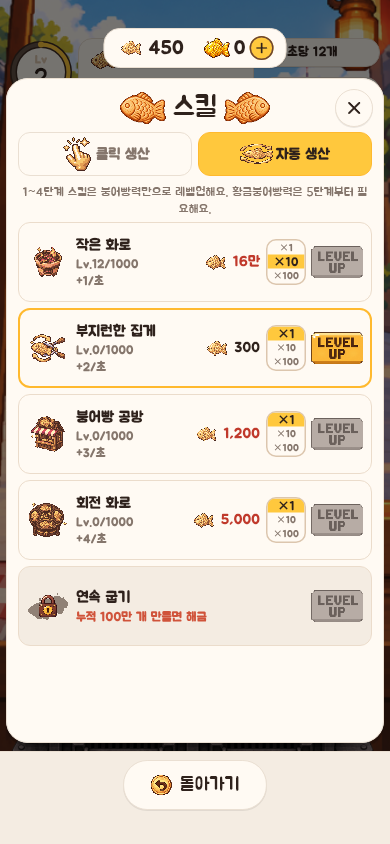 450
0
초당 12개
Lv
2
스킬
클릭 생산
자동 생산
1~4단계 스킬은 붕어빵력만으로 레벨업해요. 황금붕어빵력은 5단계부터 필
요해요.
작은 화로
Lv.12/1000
+1/초
16만
×1
×10
×100
LEVEL
UP
부지런한 집게
Lv.0/1000
+2/초
300
×1
×10
×100
LEVEL
UP
붕어빵 공방
Lv.0/1000
+3/초
1,200
×1
×10
×100
LEVEL
UP
회전 화로
Lv.0/1000
+4/초
5,000
×1
×10
×100
LEVEL
UP
연속 굽기
누적 100만 개 만들면 해금
LEVEL
UP
돌아가기